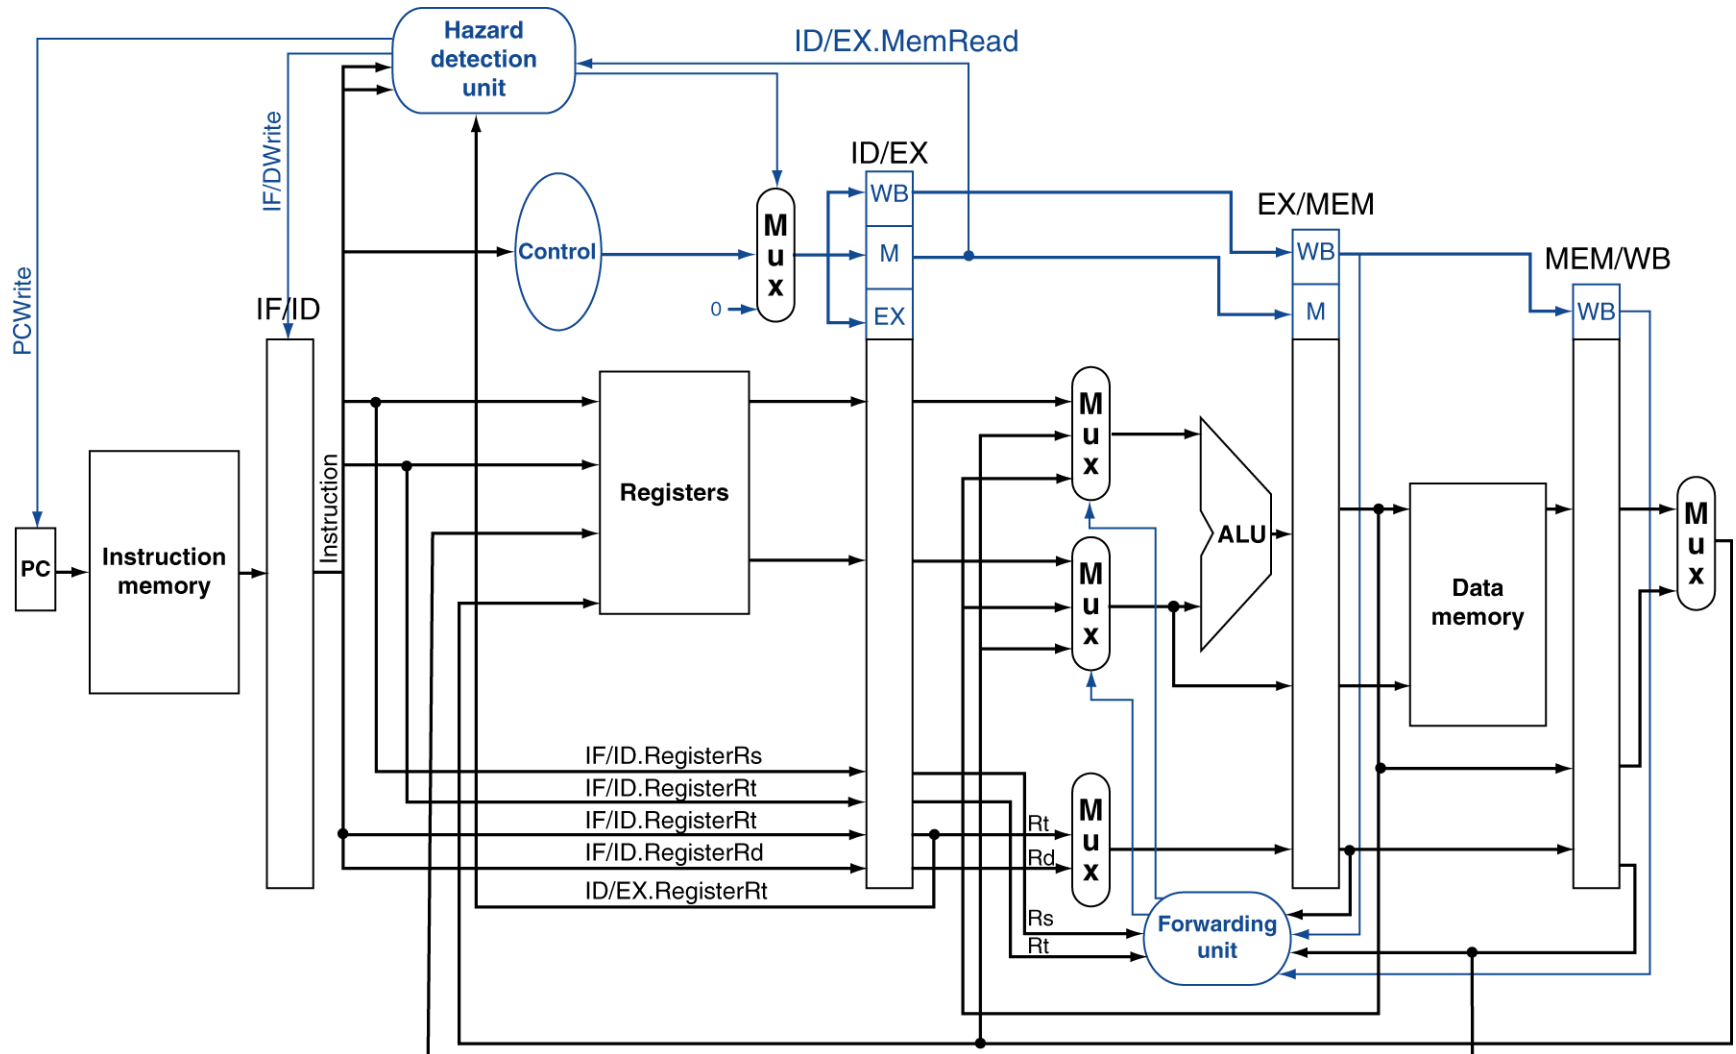 Hazard
detection
unit
ID/EX.MemRead
IF/DWrite
PCWrite
ID/EX
WB
M
EX
Control
M
u
x
0
EX/MEM
WB
M
MEM/WB
WB
IF/ID
PC
Instruction
memory
Instruction
Registers
M
u
x
M
u
x
ALU
Data
memory
M
u
x
IF/ID.RegisterRs
IF/ID.RegisterRt
IF/ID.RegisterRt
IF/ID.RegisterRd
ID/EX.RegisterRt
Rt
Rd
M
u
x
Rs
Rt
Forwarding
unit